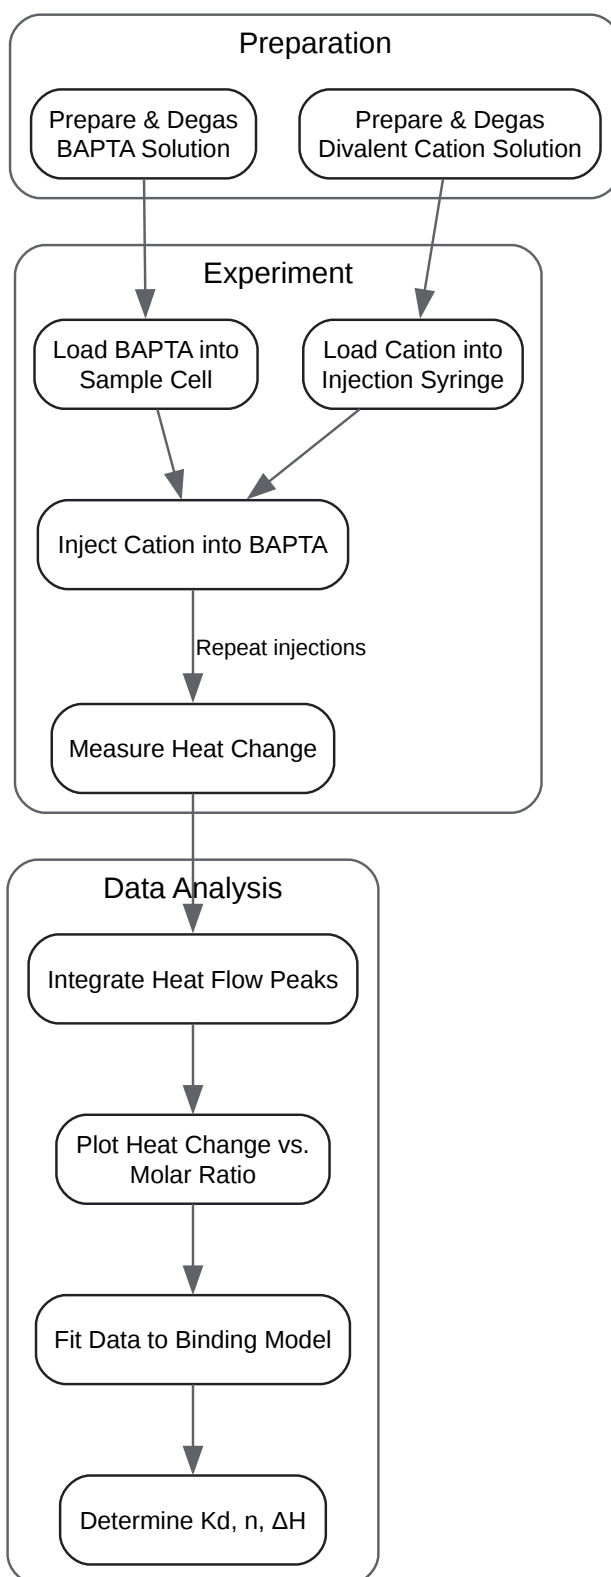 Preparation
Prepare & Degas
BAPTA Solution
Prepare & Degas
Divalent Cation Solution
Experiment
Load BAPTA into
Sample Cell
Load Cation into
Injection Syringe
Inject Cation into BAPTA
Repeat injections
Measure Heat Change
Data Analysis
Integrate Heat Flow Peaks
Plot Heat Change vs.
Molar Ratio
Fit Data to Binding Model
Determine Kd, n, ΔH